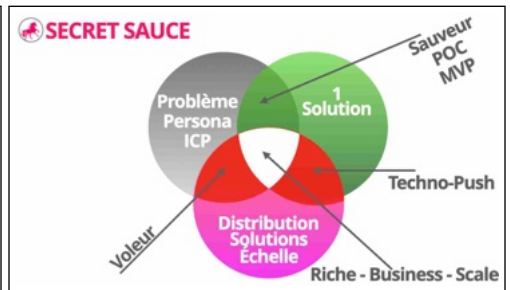 SECRET SAUCE
Sauveur
POC
MVP
Problème
Persona
ICP
1
Solution
Techno-Push
Voleur
Distribution
Solutions
Échelle
Riche - Business - Scale